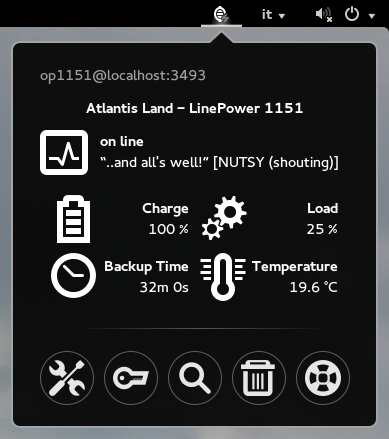 it
op1151@localhost:3493
Atlantis Land – LinePower 1151
on line
“..and all's well!” [NUTSY (shouting)]
Charge
100 %
Load
25 %
Backup Time
32m 0s
Temperature
19.6 °C